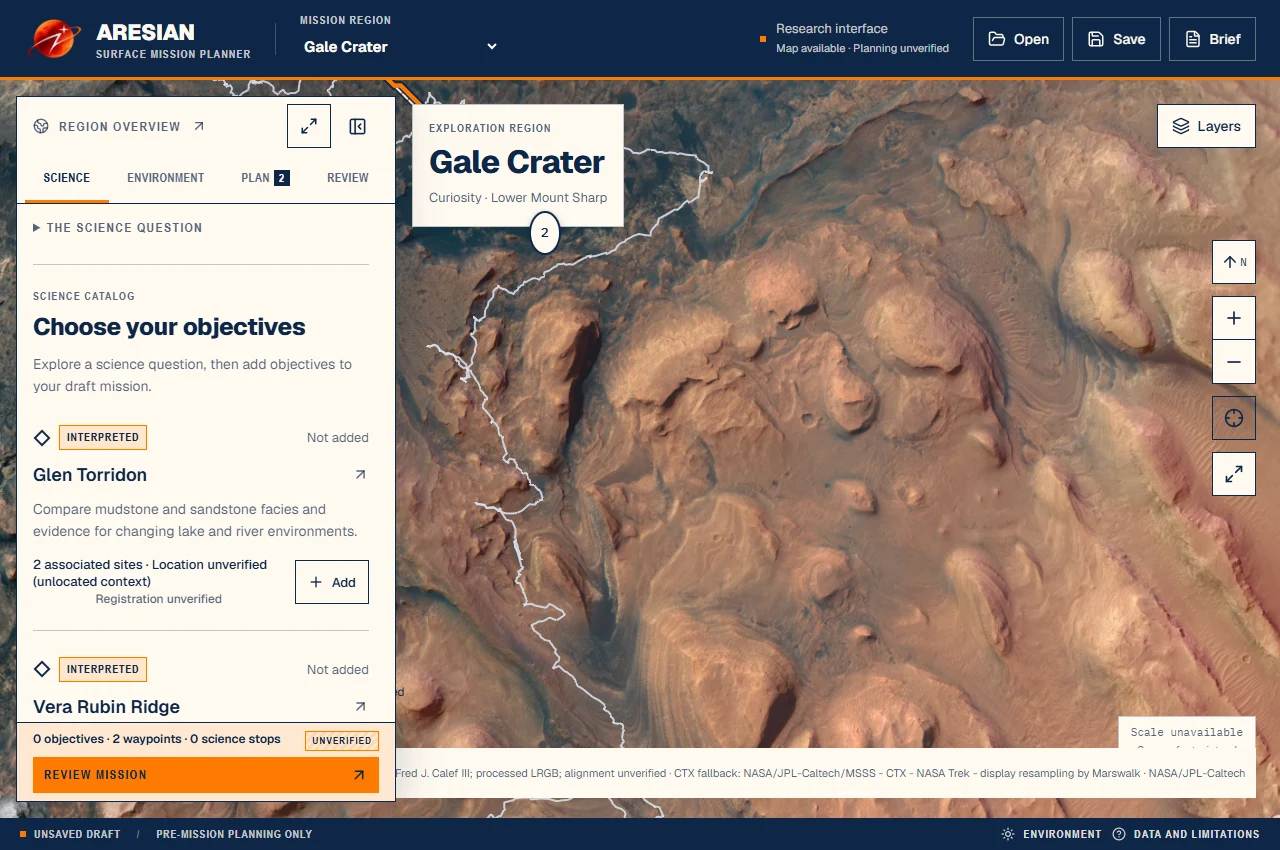 ARESIAN
SURFACE MISSION PLANNER
MISSION REGION
Gale Crater
Research interface
Map available · Planning unverified
Open
Save
Brief
REGION OVERVIEW
SCIENCE
ENVIRONMENT
PLAN 2
REVIEW
THE SCIENCE QUESTION
SCIENCE CATALOG
Choose your objectives
Explore a science question, then add objectives to
your draft mission.
INTERPRETED
Not added
Glen Torridon
Compare mudstone and sandstone facies and
evidence for changing lake and river environments.
2 associated sites · Location unverified
(unlocated context)
Registration unverified
Add
INTERPRETED
Not added
Vera Rubin Ridge
0 objectives · 2 waypoints · 0 science stops
UNVERIFIED
REVIEW MISSION
EXPLORATION REGION
Gale Crater
Curiosity · Lower Mount Sharp
2
Layers
N
Scale unavailable
Fred J. Calef III; processed LRGB; alignment unverified · CTX fallback: NASA/JPL-Caltech/MSSS - CTX - NASA Trek - display resampling by Marswalk · NASA/JPL-Caltech
UNSAVED DRAFT / PRE-MISSION PLANNING ONLY
ENVIRONMENT
DATA AND LIMITATIONS